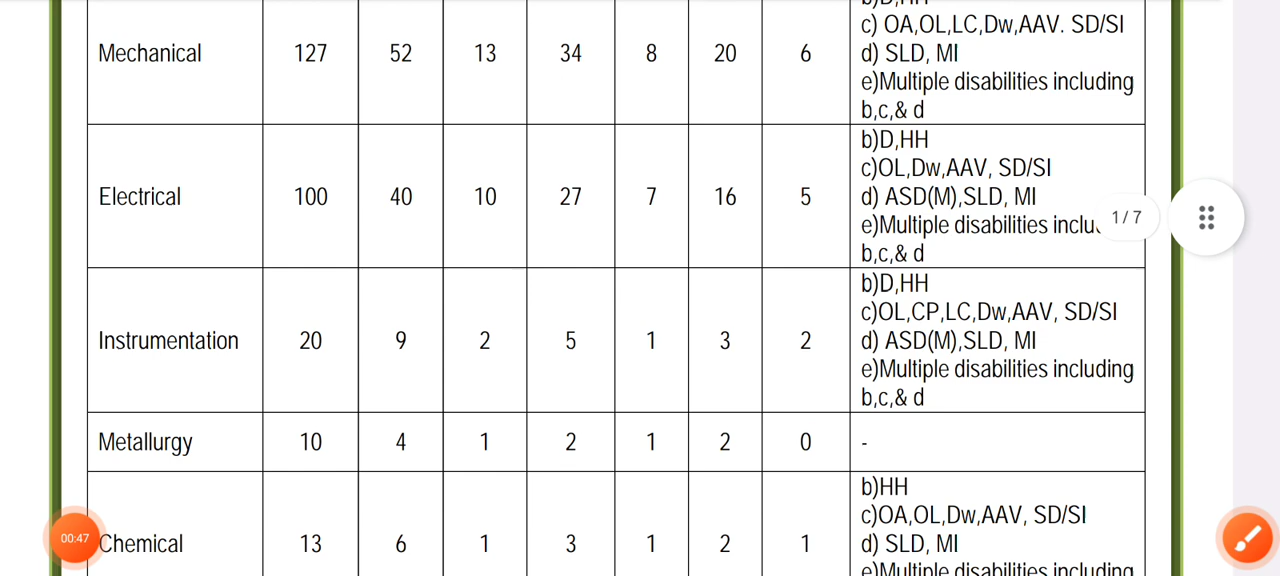 b)D,HH
Mechanical 127 52 13 34 8 20 6
c) OA,OL,LC,Dw,AAV. SD/SI
d) SLD, MI
e)Multiple disabilities including
b,c,& d
Electrical 100 40 10 27 7 16 5
b)D,HH
c)OL,Dw,AAV, SD/SI
d) ASD(M),SLD, MI
e)Multiple disabilities
b,c,& d
1 / 7
Instrumentation 20 9 2 5 1 3 2
b)D,HH
c)OL,CP,LC,Dw,AAV, SD/SI
d) ASD(M),SLD, MI
e)Multiple disabilities including
b,c,& d
Metallurgy 10 4 1 2 1 2 0 -
Chemical 13 6 1 3 1 2 1
b)HH
c)OA,OL,Dw,AAV, SD/SI
d) SLD, MI
e)Multiple disabilities including
00:47